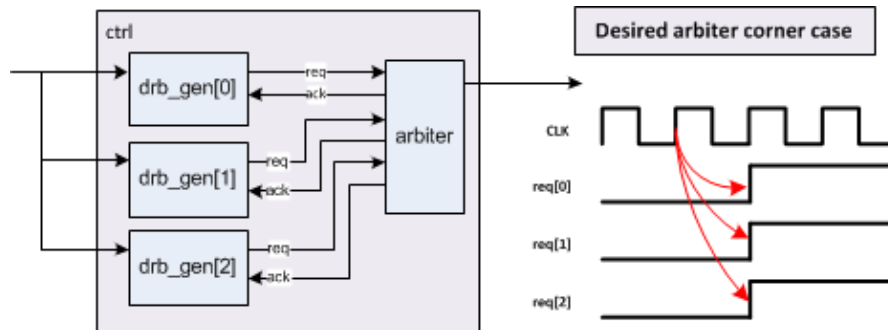 ctrl
Desired arbiter corner case
drb_gen[0]
req
ack
arbiter
drb_gen[1]
req
ack
drb_gen[2]
req
ack
CLK
req[0]
req[1]
req[2]